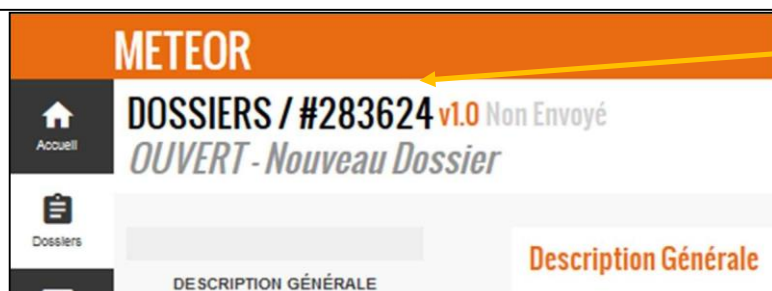 METEOR
DOSSIERS / #283624 v1.0 Non Envoyé
OUVERT - Nouveau Dossier
Accueil
Dossiers
DESCRIPTION GÉNÉRALE
Description Générale